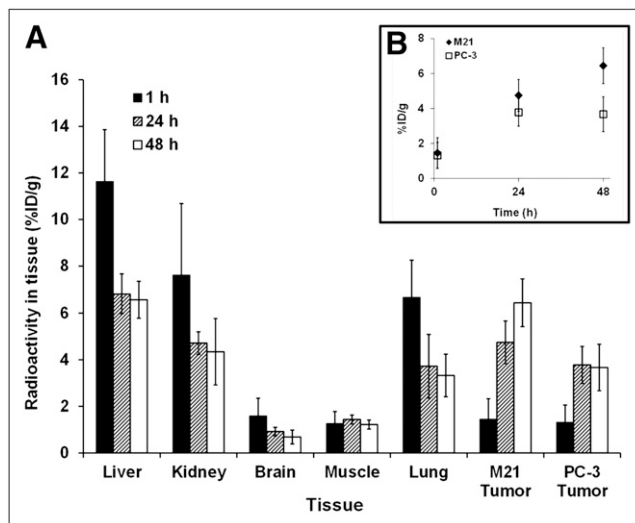 A
B
M21
PC-3
8
6
4
2
0
%ID/g
0
24
48
Time (h)
1 h
24 h
48 h
16
14
12
10
8
6
4
2
0
Radioactivity in tissue (%ID/g)
Liver Kidney Brain Muscle Lung M21 PC-3
Tumor Tumor
Tissue